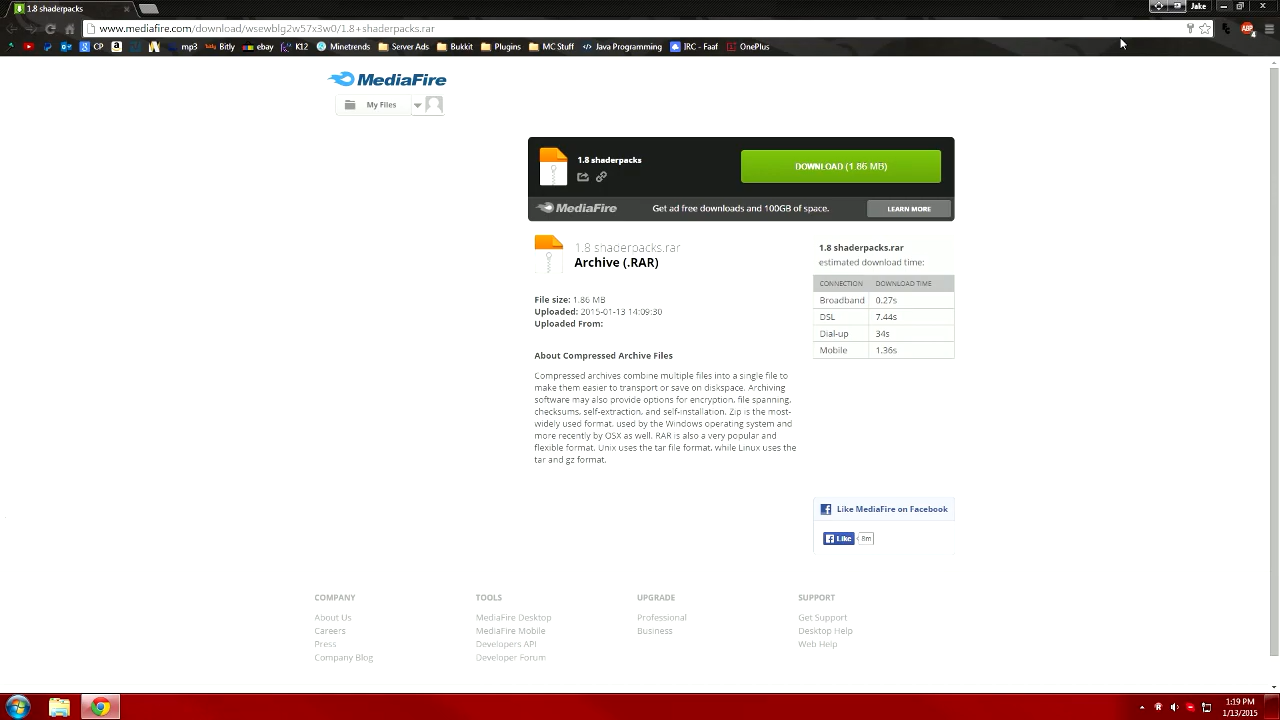 1.8 shaderpacks
Jake
www.mediafire.com/download/wsewblg2w57x3w0/1.8+shaderpacks.rar
mp3 Bitly ebay K12 Minetrends Server Ads Bukkit Plugins MC Stuff Java Programming IRC - Faaf OnePlus
CP
MediaFire
My Files
1.8 shaderpacks
DOWNLOAD (1.86 MB)
MediaFire Get ad free downloads and 100GB of space. LEARN MORE
1.8 shaderpacks.rar
Archive (.RAR)
File size: 1.86 MB
Uploaded: 2015-01-13 14:09:30
Uploaded From:
About Compressed Archive Files
Compressed archives combine multiple files into a single file to
make them easier to transport or save on diskspace. Archiving
software may also provide options for encryption, file spanning,
checksums, self-extraction, and self-installation. Zip is the most-
widely used format, used by the Windows operating system and
more recently by OSX as well. RAR is also a very popular and
flexible format. Unix uses the tar file format, while Linux uses the
tar and gz format.
1.8 shaderpacks.rar
estimated download time:
CONNECTION DOWNLOAD TIME
Broadband 0.27s
DSL 7.44s
Dial-up 34s
Mobile 1.36s
Like MediaFire on Facebook
Like 8m
COMPANY
About Us
Careers
Press
Company Blog
TOOLS
MediaFire Desktop
MediaFire Mobile
Developers API
Developer Forum
UPGRADE
Professional
Business
SUPPORT
Get Support
Desktop Help
Web Help
1:19 PM
1/13/2015